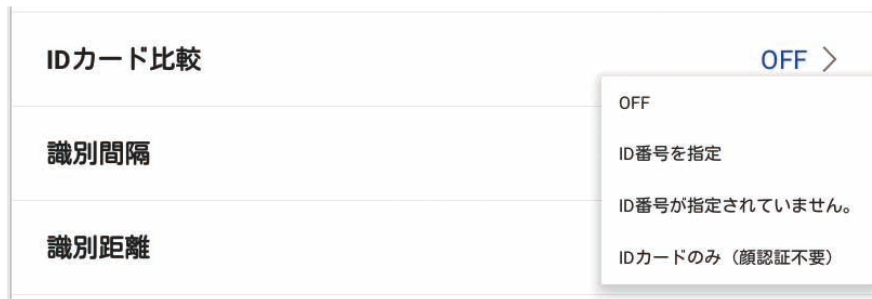 IDカード比較
OFF >
OFF
ID番号を指定
識別間隔
ID番号が指定されていません。
識別距離
IDカードのみ（顔認証不要）